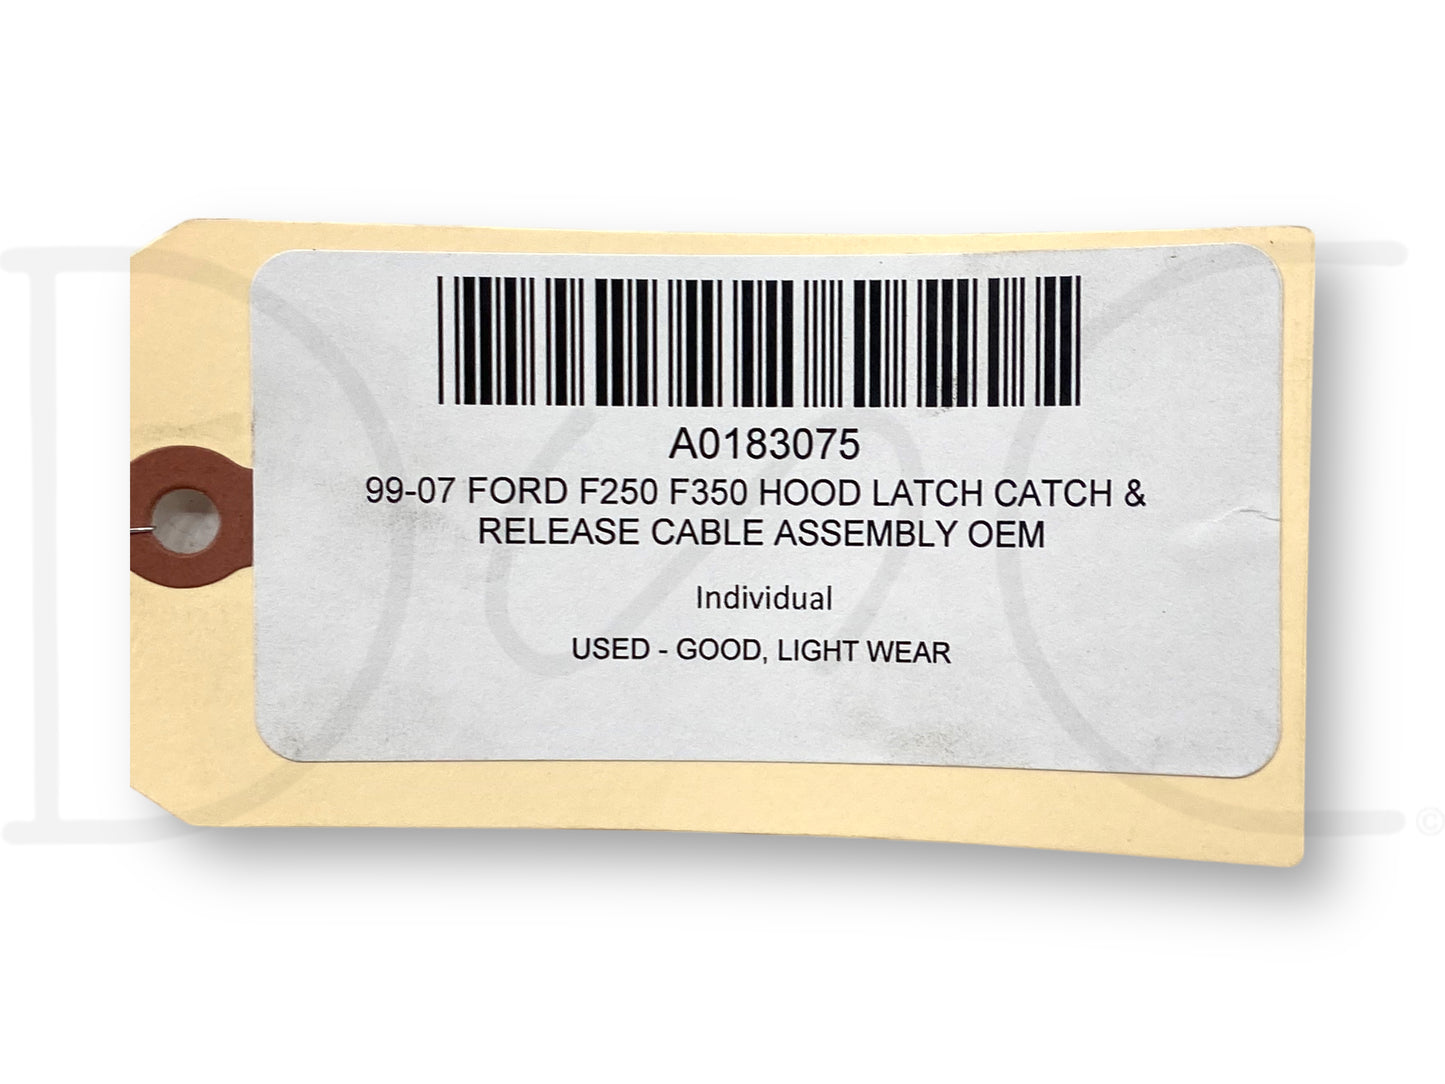 A0183075
99-07 FORD F250 F350 HOOD LATCH CATCH &
RELEASE CABLE ASSEMBLY OEM
Individual
USED - GOOD, LIGHT WEAR
D n C ©